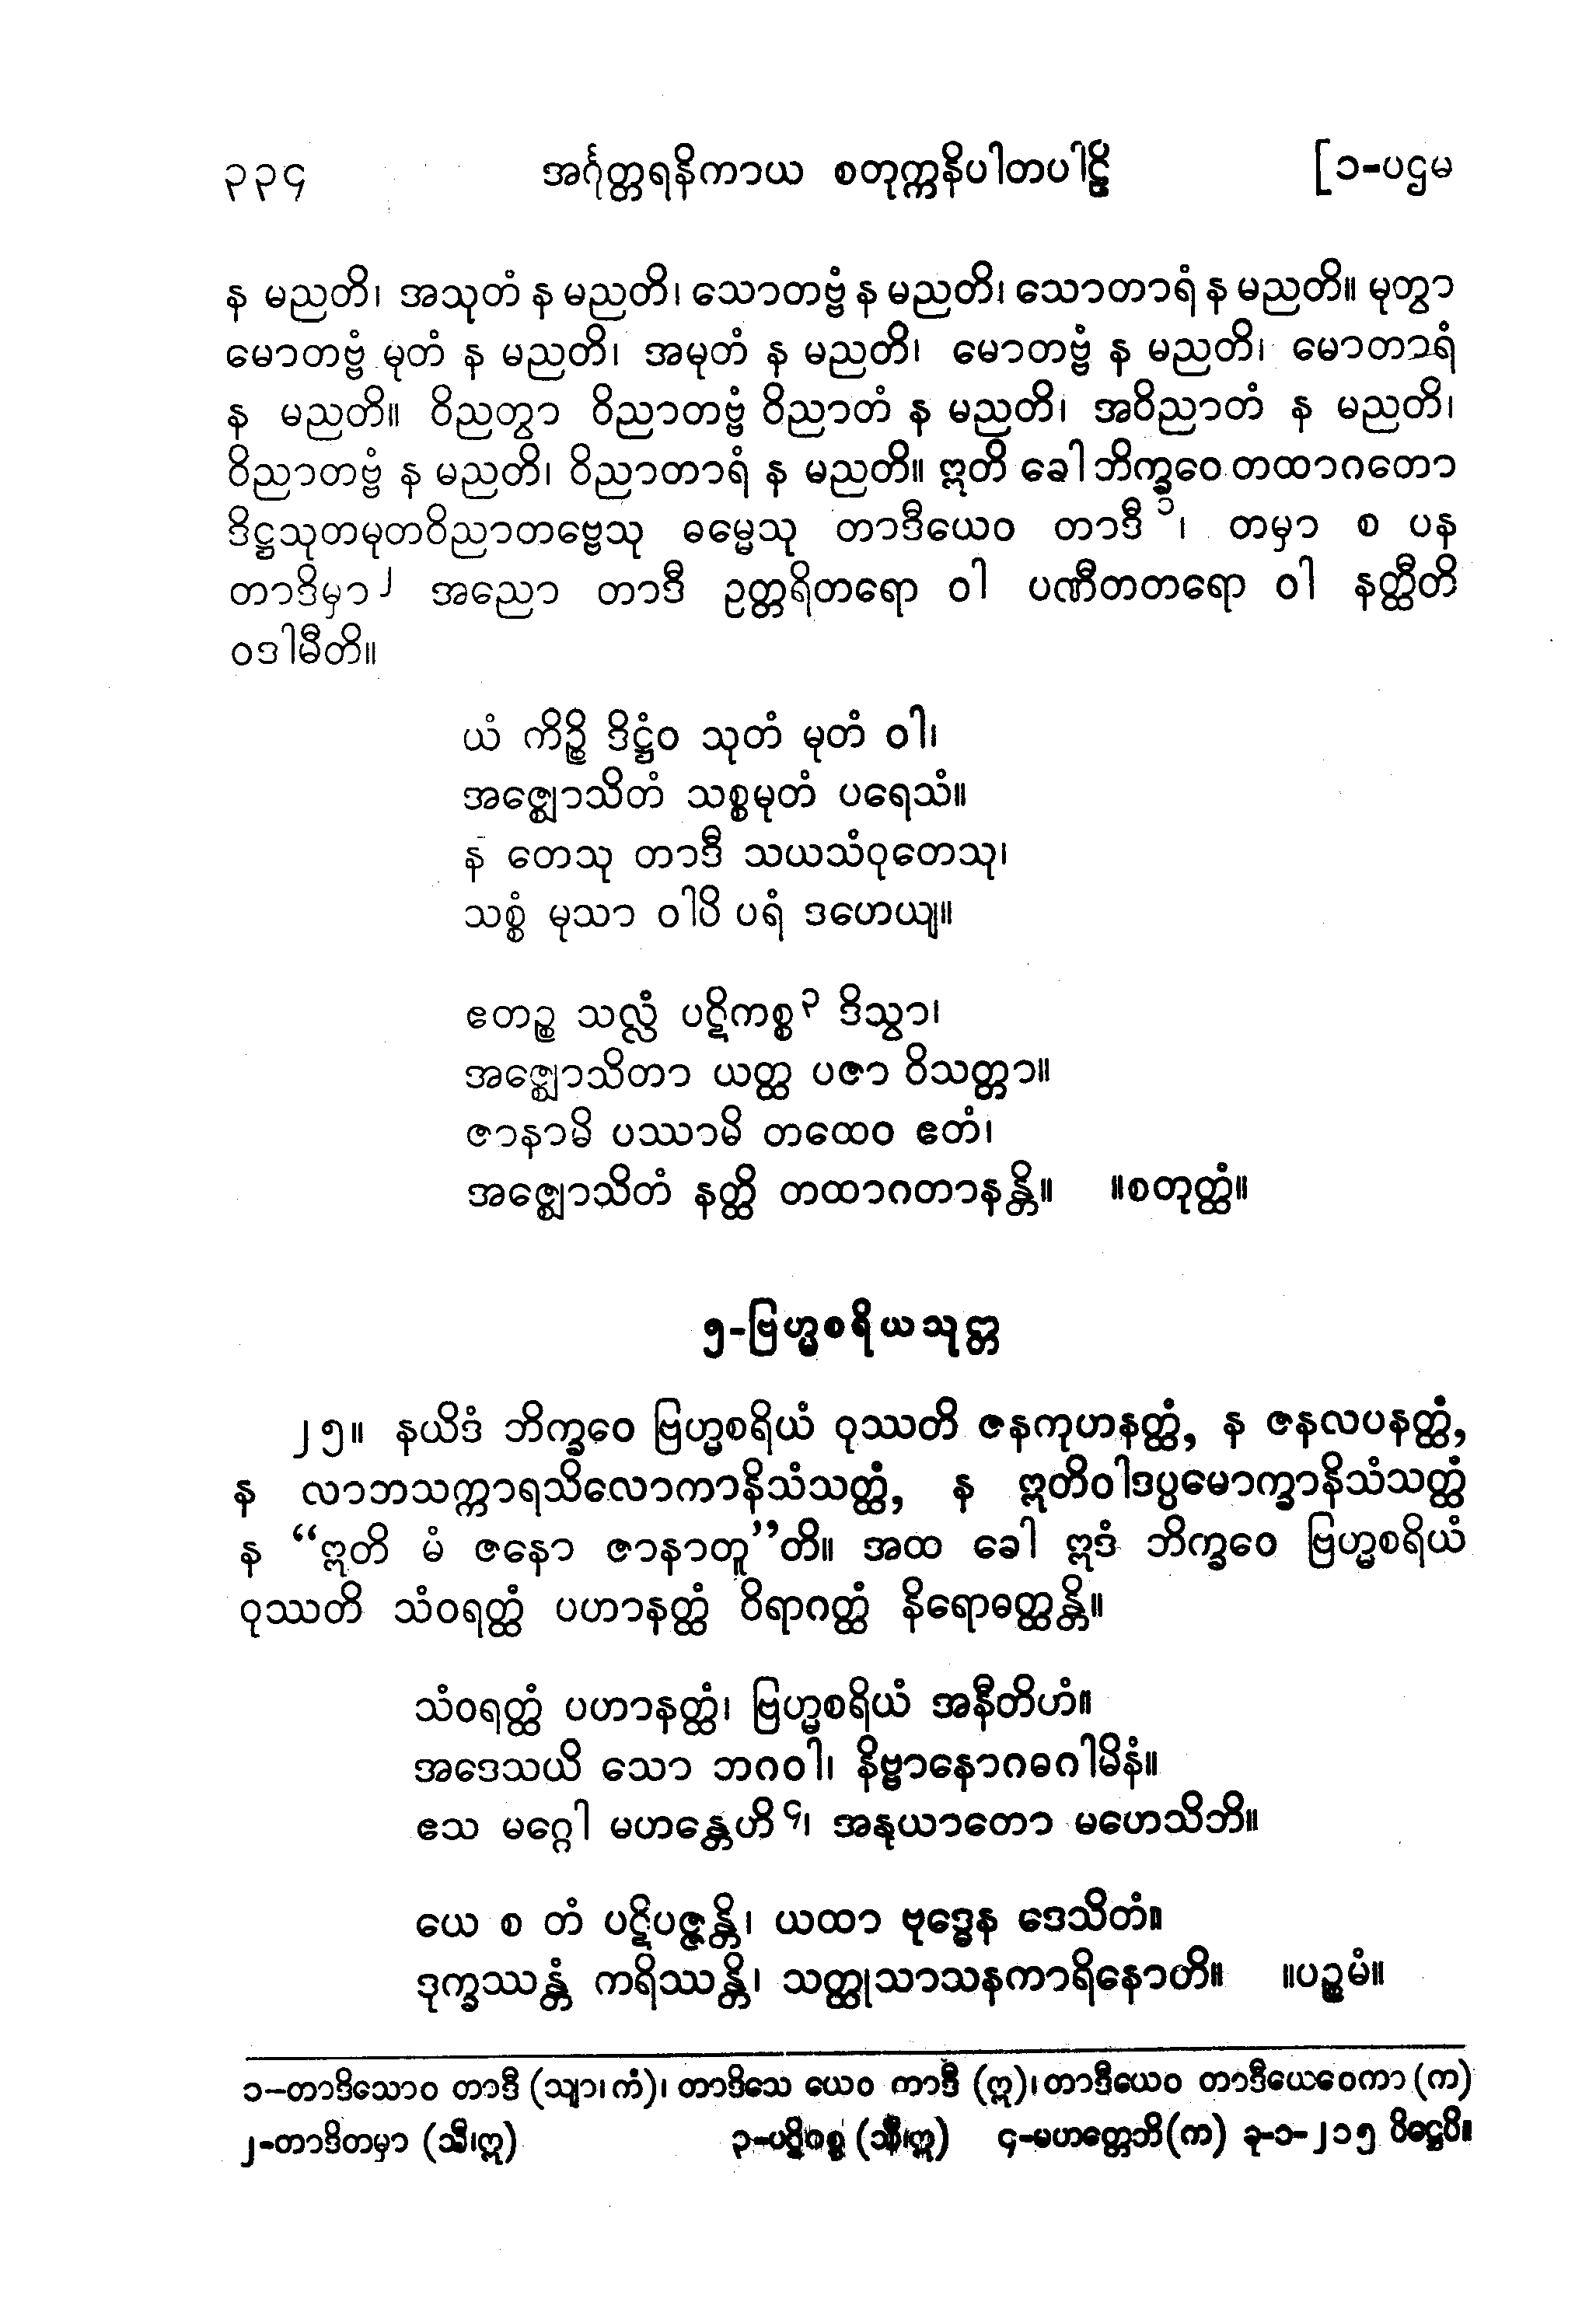 ၃၃၄ အင်္ဂုတ္တရနိကာယ စတုက္ကနိပါတပါဠိ [၁-ပဌမ
န မညတိ၊ အသုတံ န မညတိ၊ သောတဗ္ဗံ န မညတိ၊ သောတာရံ န မညတိ။ မုတွာ
မောတဗ္ဗံ မုတံ န မညတိ၊ အမုတံ န မညတိ၊ မောတဗ္ဗံ န မညတိ၊ မောတာရံ
န မညတိ။ ဝိညတွာ ဝိညာတဗ္ဗံ ဝိညာတံ န မညတိ၊ အဝိညာတံ န မညတိ၊
ဝိညာတဗ္ဗံ န မညတိ၊ ဝိညာတာရံ န မညတိ။ ဣတိ ခေါ ဘိက္ခဝေ တထာဂတော
ဒိဋ္ဌသုတမုတဝိညာတဗ္ဗေသု ဓမ္မေသု တာဒီယေဝ တာဒီ ၁၊ တမှာ စ ပန
တာဒိမှာ ၂ အညော တာဒီ ဥတ္တရိတရော ဝါ ပဏီတတရော ဝါ နတ္ထီတိ
ဝဒါမီတိ။
ယံ ကိဉ္စိ ဒိဋ္ဌံဝ သုတံ မုတံ ဝါ၊
အဇ္ဈောသိတံ သစ္စမုတံ ပရေသံ။
န တေသု တာဒီ သယသံဝုတေသု၊
သစ္စံ မုသာ ဝါပိ ပရံ ဒဟေယျ။
ဧတဉ္စ သလ္လံ ပဋိကစ္စ ၃ ဒိသွာ၊
အဇ္ဈောသိတာ ယတ္ထ ပဇာ ဝိသတ္တာ။
ဇာနာမိ ပဿာမိ တထေဝ ဧတံ၊
အဇ္ဈောသိတံ နတ္ထိ တထာဂတာနန္တိ။ ။စတုတ္ထံ။
၅-ဗြဟ္မစရိယသုတ္တ
၂၅။ နယိဒံ ဘိက္ခဝေ ဗြဟ္မစရိယံ ဝုဿတိ ဇနကုဟနတ္ထံ, န ဇနလပနတ္ထံ,
န လာဘသက္ကာရသိလောကာနိသံသတ္ထံ, န ဣတိဝါဒပ္ပမောက္ခာနိသံသတ္ထံ
န “ဣတိ မံ ဇနော ဇာနာတူ”တိ။ အထ ခေါ ဣဒံ ဘိက္ခဝေ ဗြဟ္မစရိယံ
ဝုဿတိ သံဝရတ္ထံ ပဟာနတ္ထံ ဝိရာဂတ္ထံ နိရောဓတ္ထန္တိ။
သံဝရတ္ထံ ပဟာနတ္ထံ၊ ဗြဟ္မစရိယံ အနီတိဟံ။
အဒေသယိ သော ဘဂဝါ၊ နိဗ္ဗာနောဂဓဂါမိနံ။
ဧသ မဂ္ဂေါ မဟန္တေဟိ ၄၊ အနုယာတော မဟေသိဘိ။
ယေ စ တံ ပဋိပဇ္ဇန္တိ၊ ယထာ ဗုဒ္ဓေန ဒေသိတံ။
ဒုက္ခဿန္တံ ကရိဿန္တိ၊ သတ္ထုသာသနကာရိနောတိ။ ။ပဉ္စမံ။
၁-တာဒိသောဝ တာဒီ (သျာ၊ကံ)၊ တာဒိသေ ယေဝ ကာဒီ (ဣ)၊တာဒီယေဝ တာဒီယေဝေကာ (က)
၂-တာဒိတမှာ (သီ၊ဣ) ၃-ပဋိဂစ္စ (သီ၊ဣ) ၄-မဟတ္တေဘိ(က) ခု-၁-၂၁၅ ပိဋ္ဌေပိ။